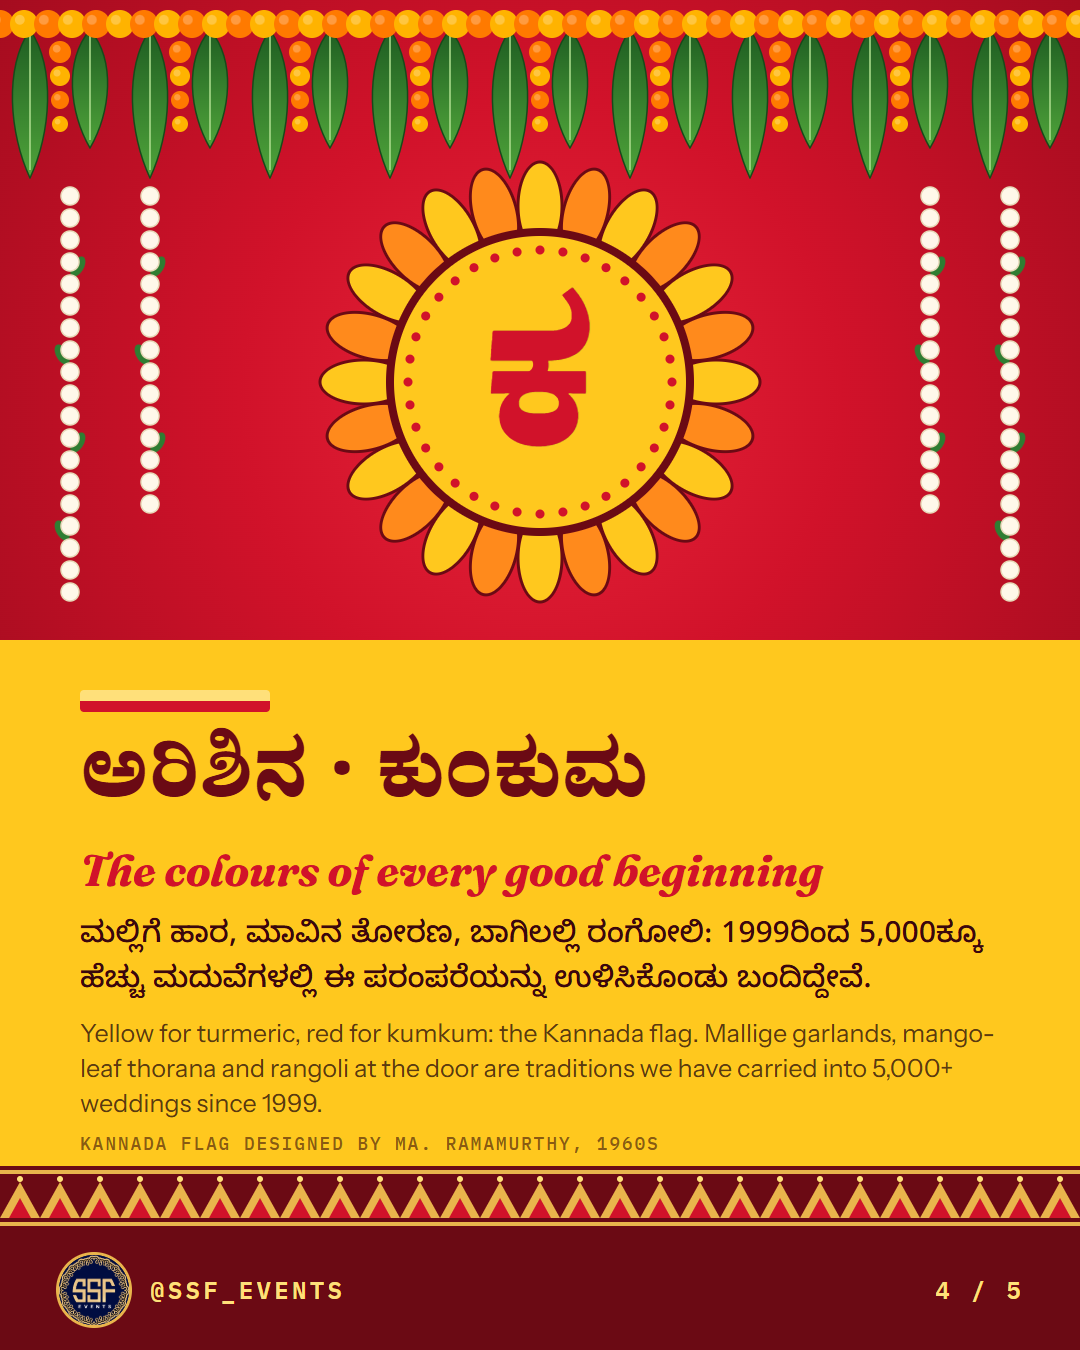 ಕ
ಅರಿಶಿನ · ಕುಂಕುಮ
The colours of every good beginning
ಮಲ್ಲಿಗೆ ಹಾರ, ಮಾವಿನ ತೋರಣ, ಬಾಗಿಲಲ್ಲಿ ರಂಗೋಲಿ: 1999ರಿಂದ 5,000ಕ್ಕೂ
ಹೆಚ್ಚು ಮದುವೆಗಳಲ್ಲಿ ಈ ಪರಂಪರೆಯನ್ನು ಉಳಿಸಿಕೊಂಡು ಬಂದಿದ್ದೇವೆ.
Yellow for turmeric, red for kumkum: the Kannada flag. Mallige garlands, mango-
leaf thorana and rangoli at the door are traditions we have carried into 5,000+
weddings since 1999.
KANNADA FLAG DESIGNED BY MA. RAMAMURTHY, 1960S
SSF
EVENTS
@SSF_EVENTS
4 / 5